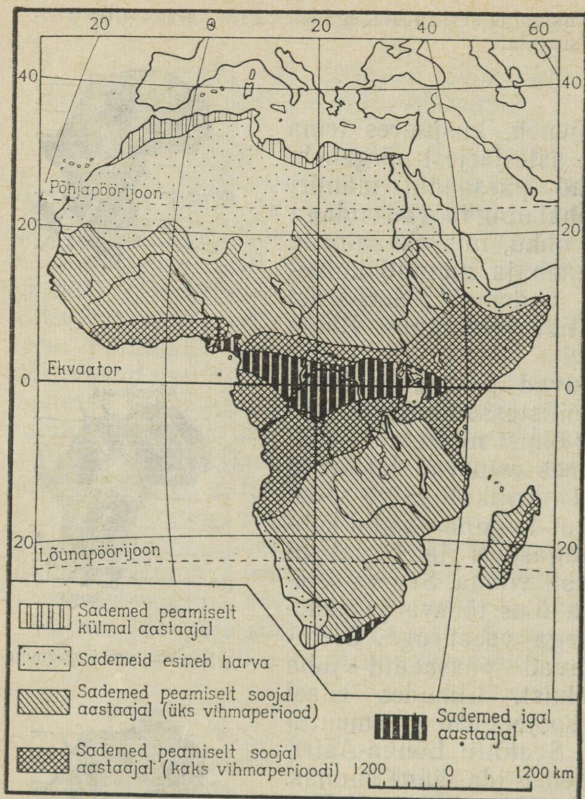 20 0 20 40 60
40 40
Põhjapöörijoon
20 20
Ekvaator
0 0
20 20
Lõunapöörijoon
Sademed peamiselt
külmal aastaajal
Sademeid esineb harva
Sademed peamiselt soojal
aastaajal (üks vihmaperiood)
Sademed peamiselt soojal
aastaajal (kaks vihmaperioodi)
Sademed igal
aastaajal
1200 0 1200 km